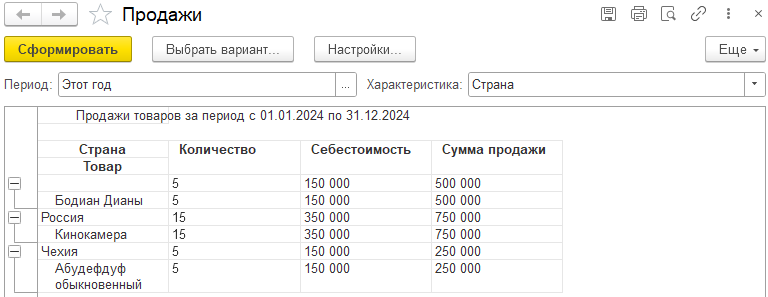 Продажи
Сформировать Выбрать вариант... Настройки... Еще
Период: Этот год ... Характеристика: Страна
Продажи товаров за период с 01.01.2024 по 31.12.2024
Страна Количество Себестоимость Сумма продажи
Товар
5 150 000 500 000
Бодиан Дианы 5 150 000 500 000
Россия 15 350 000 750 000
Кинокамера 15 350 000 750 000
Чехия 5 150 000 250 000
Абудефдуф 5 150 000 250 000
обыкновенный